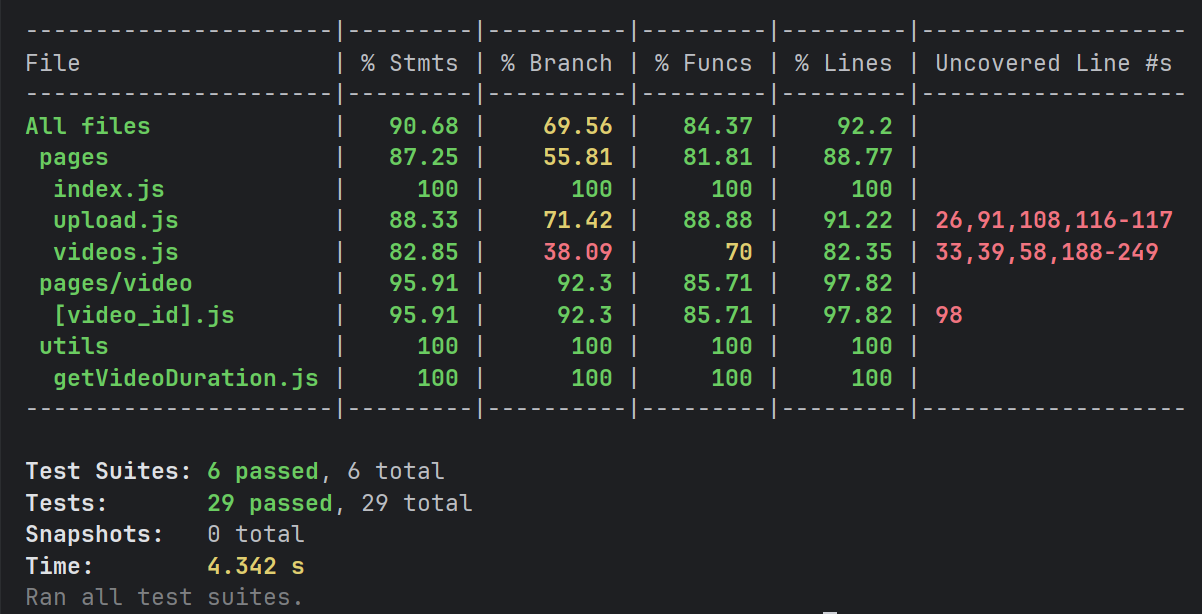 -----------------------|---------|----------|---------|---------|-------------------
File                   | % Stmts | % Branch | % Funcs | % Lines | Uncovered Line #s
-----------------------|---------|----------|---------|---------|-------------------
All files              |   90.68 |    69.56 |   84.37 |    92.2 |
 pages                 |   87.25 |    55.81 |   81.81 |   88.77 |
  index.js             |     100 |      100 |     100 |     100 |
  upload.js            |   88.33 |    71.42 |   88.88 |   91.22 | 26,91,108,116-117
  videos.js            |   82.85 |    38.09 |      70 |   82.35 | 33,39,58,188-249
 pages/video           |   95.91 |     92.3 |   85.71 |   97.82 |
  [video_id].js        |   95.91 |     92.3 |   85.71 |   97.82 | 98
 utils                 |     100 |      100 |     100 |     100 |
  getVideoDuration.js |     100 |      100 |     100 |     100 |
-----------------------|---------|----------|---------|---------|-------------------
Test Suites: 6 passed, 6 total
Tests:       29 passed, 29 total
Snapshots:   0 total
Time:        4.342 s
Ran all test suites.